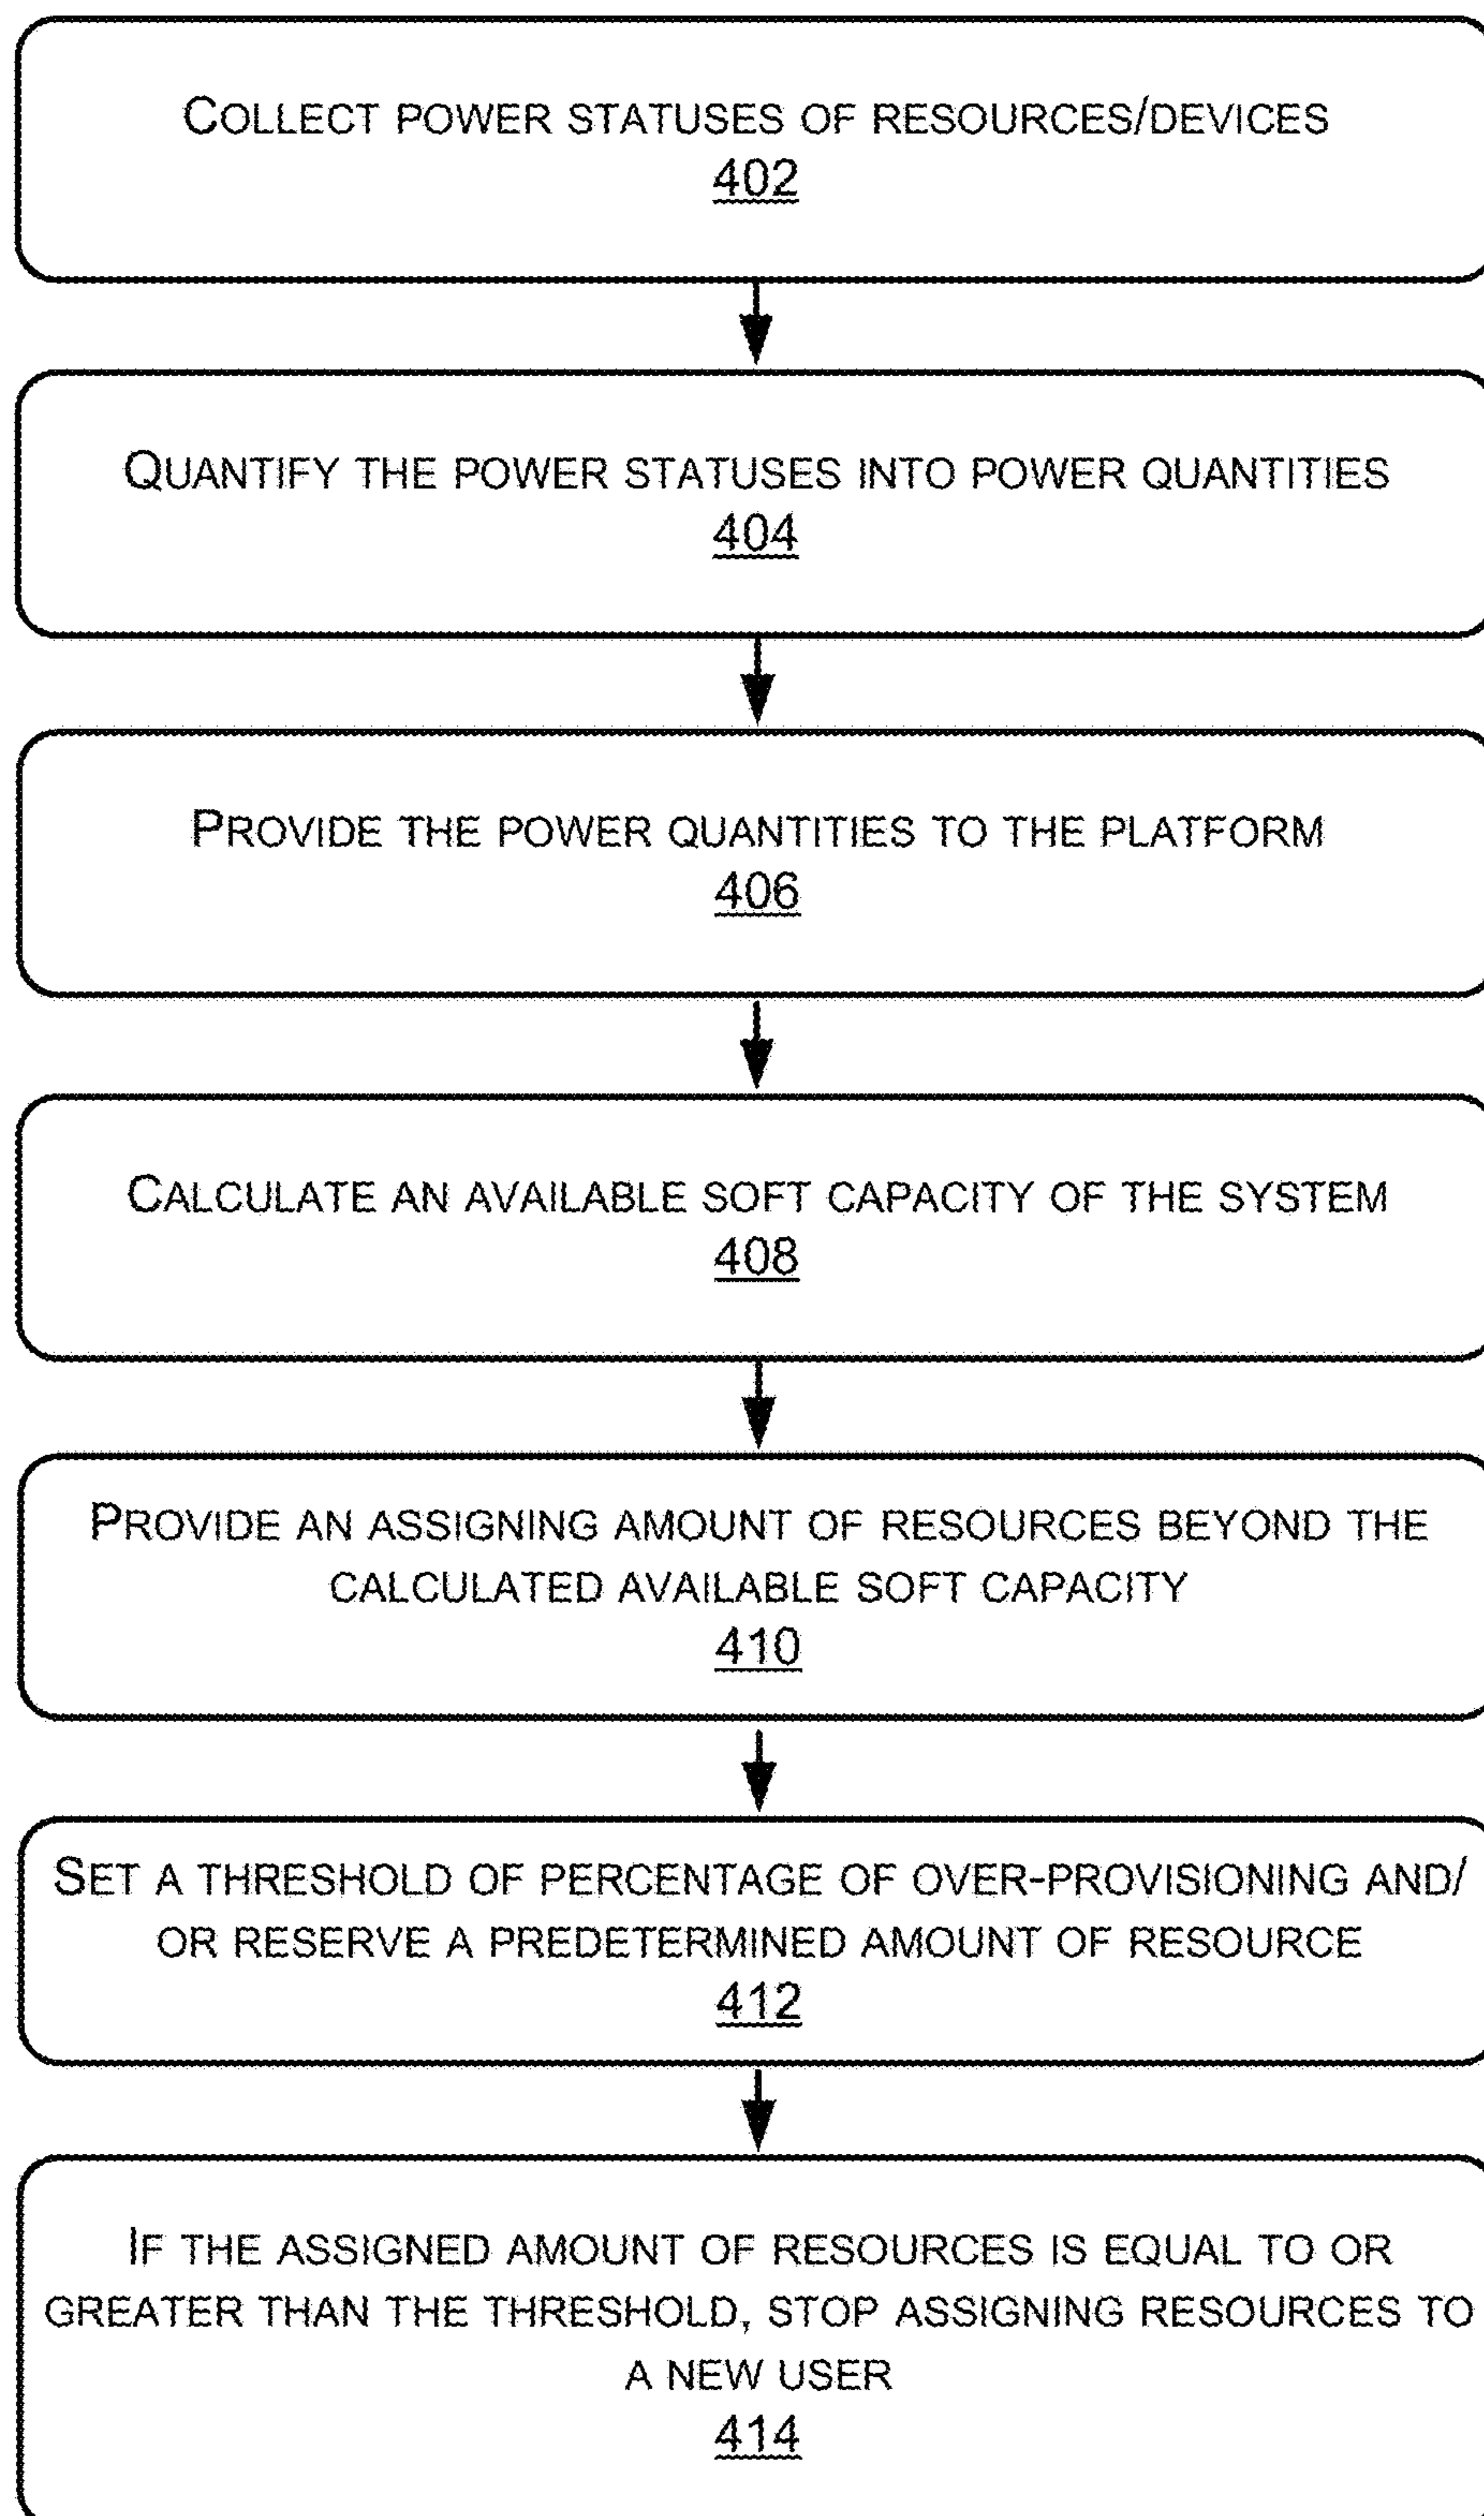 COLLECT POWER STATUSES OF RESOURCES/DEVICES
402
QUANTIFY THE POWER STATUSES INTO POWER QUANTITIES
404
PROVIDE THE POWER QUANTITIES TO THE PLATFORM
406
CALCULATE AN AVAILABLE SOFT CAPACITY OF THE SYSTEM
408
PROVIDE AN ASSIGNING AMOUNT OF RESOURCES BEYOND THE
CALCULATED AVAILABLE SOFT CAPACITY
410
SET A THRESHOLD OF PERCENTAGE OF OVER-PROVISIONING AND/
OR RESERVE A PREDETERMINED AMOUNT OF RESOURCE
412
IF THE ASSIGNED AMOUNT OF RESOURCES IS EQUAL TO OR
GREATER THAN THE THRESHOLD, STOP ASSIGNING RESOURCES TO
A NEW USER
414